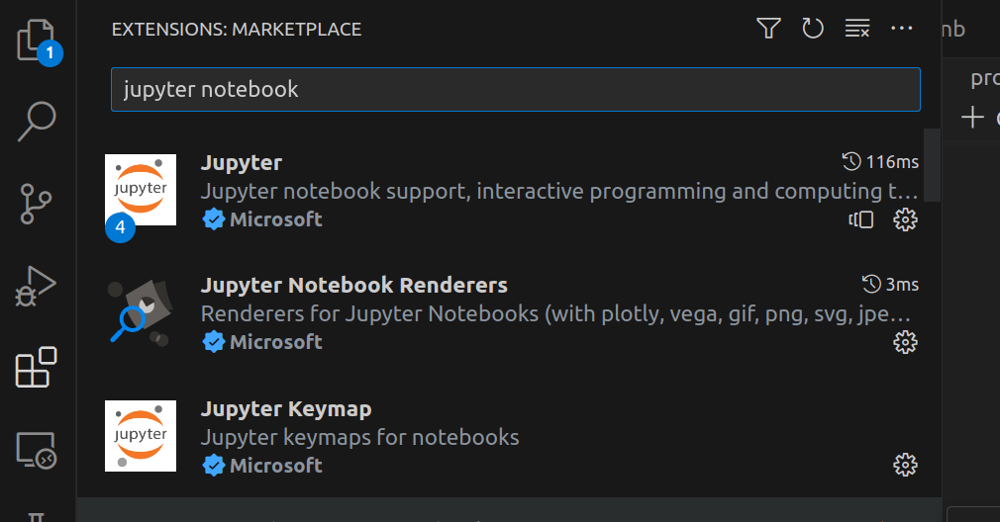 EXTENSIONS: MARKETPLACE
nb
1
jupyter notebook
pro
Jupyter
116ms
Jupyter notebook support, interactive programming and computing t...
Microsoft
jupyter
4
Jupyter Notebook Renderers
3ms
Renderers for Jupyter Notebooks (with plotly, vega, gif, png, svg, jpe...
Microsoft
Jupyter Keymap
Jupyter keymaps for notebooks
Microsoft
jupyter